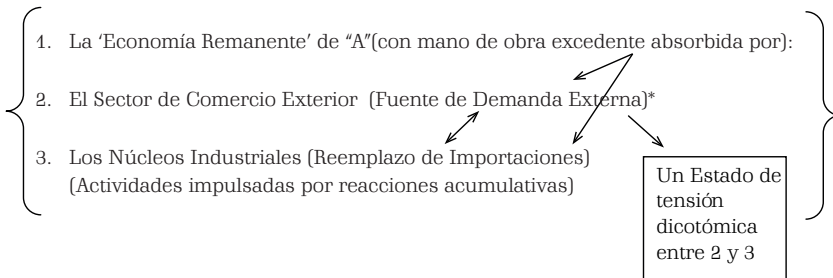 1. La ‘Economía Remanente’ de “A”(con mano de obra excedente absorbida por):
2. El Sector de Comercio Exterior (Fuente de Demanda Externa)*
3. Los Núcleos Industriales (Reemplazo de Importaciones)
(Actividades impulsadas por reacciones acumulativas)
Un Estado de
tensión
dicotómica
entre 2 y 3